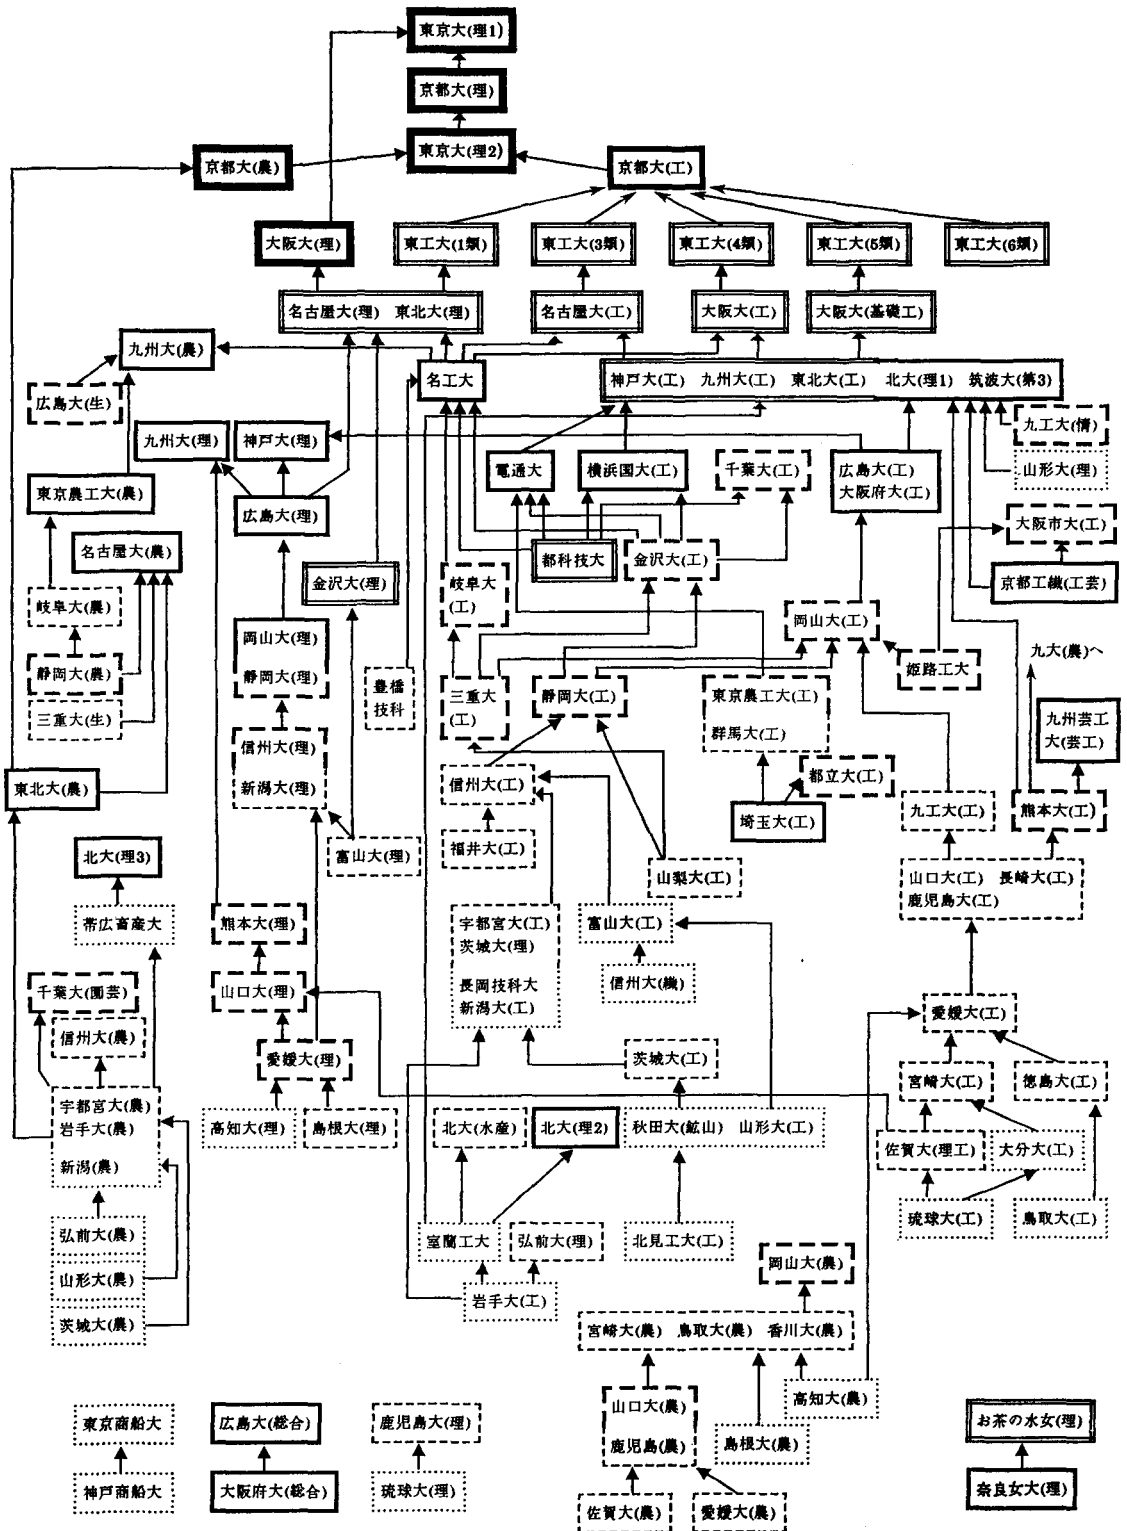 東京大(理1)
京都大(理)
東京大(理2)
京都大(農)
京都大(工)
大阪大(理)
東工大(1類)
東工大(3類)
東工大(4類)
東工大(5類)
東工大(6類)
名古屋大(理) 東北大(理)
名古屋大(工)
大阪大(工)
大阪大(基礎工)
九州大(農)
名工大
神戸大(工) 九州大(工) 東北大(工) 北大(理1) 筑波大(第3)
広島大(生)
九工大(情)
九州大(理)
神戸大(理)
電通大
横浜国大(工)
千葉大(工)
広島大(工)
大阪府大(工)
山形大(理)
東京農工大(農)
広島大(理)
大阪市大(工)
名古屋大(農)
金沢大(理)
都科技大
金沢大(工)
岐阜大
(工)
京都工繊(工芸)
岐阜大(農)
岡山大(理)
静岡大(理)
岡山大(工)
九大(農)へ
静岡大(農)
豊橋
技科
三重大
(工)
静岡大(工)
東京農工大(工)
群馬大(工)
姫路工大
三重大(生)
九州芸工
大(芸工)
信州大(理)
新潟大(理)
東北大(農)
信州大(工)
都立大(工)
埼玉大(工)
九工大(工)
熊本大(工)
北大(理3)
富山大(理)
福井大(工)
山梨大(工)
山口大(工) 長崎大(工)
鹿児島大(工)
帯広畜産大
熊本大(理)
宇都宮大(工)
茨城大(理)
長岡技科大
新潟大(工)
富山大(工)
信州大(繊)
千葉大(園芸)
山口大(理)
信州大(農)
愛媛大(理)
茨城大(工)
愛媛大(工)
宮崎大(工)
徳島大(工)
宇都宮大(農)
岩手大(農)
新潟(農)
高知大(理)
島根大(理)
北大(水産)
北大(理2)
秋田大(鉱山) 山形大(工)
佐賀大(理工)
大分大(工)
弘前大(農)
室蘭工大
弘前大(理)
北見工大(工)
琉球大(工)
鳥取大(工)
山形大(農)
岩手大(工)
岡山大(農)
茨城大(農)
宮崎大(農) 鳥取大(農) 香川大(農)
高知大(農)
東京商船大
広島大(総合)
鹿児島大(理)
山口大(農)
鹿児島(農)
島根大(農)
お茶の水女(理)
神戸商船大
大阪府大(総合)
琉球大(理)
佐賀大(農)
愛媛大(農)
奈良女大(理)